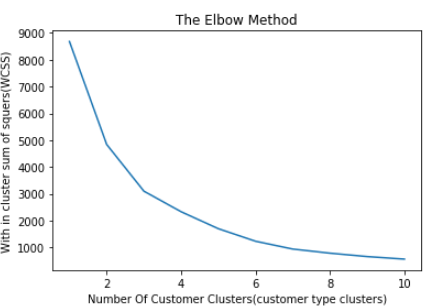 The Elbow Method
With in cluster sum of squers(WCSS)
9000
8000
7000
6000
5000
4000
3000
2000
1000
2 4 6 8 10
Number Of Customer Clusters(customer type clusters)